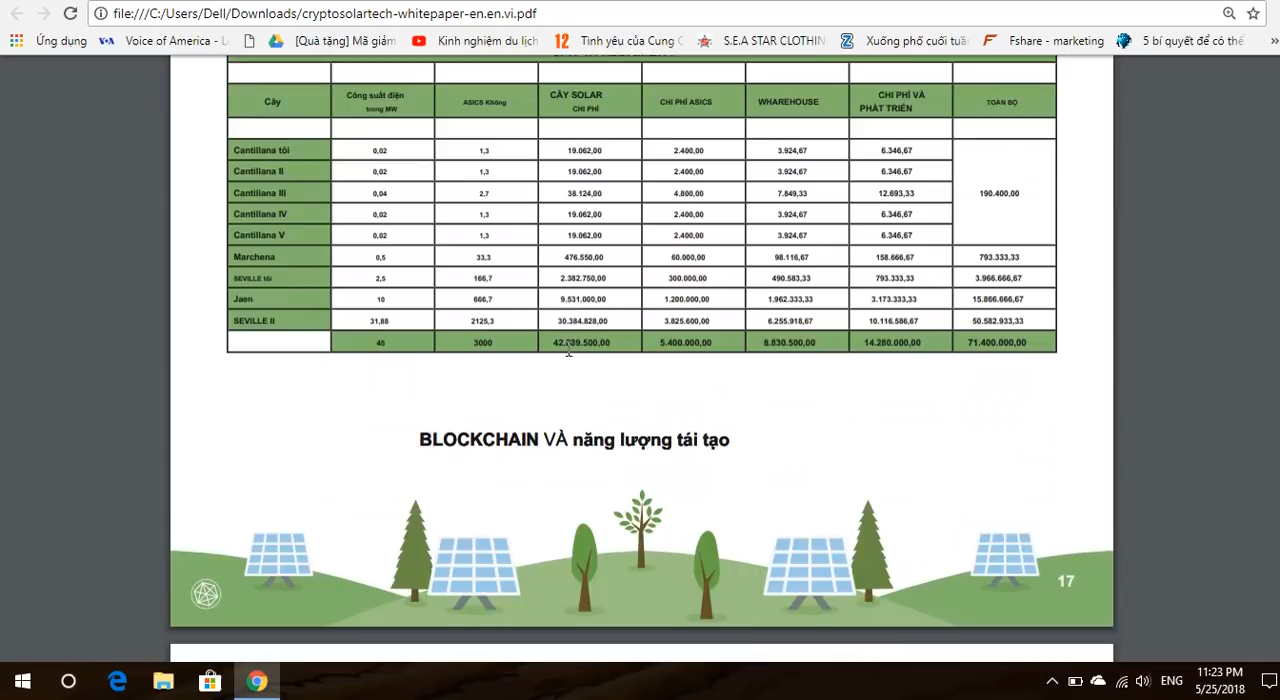 file:///C:/Users/Dell/Downloads/cryptosolartech-whitepaper-en.en.vi.pdf
Ứng dụng VOA Voice of America - [Quà tặng] Mã giảm Kinh nghiệm du lịch 12 Tình yêu của Cung S.E.A STAR CLOTHIN Z Xuống phố cuối tuần F Fshare - marketing 5 bí quyết để có thể »
Cây Công suất điện trong MW ASICS Không CÂY SOLAR CHI PHÍ CHI PHÍ ASICS WHAREHOUSE CHI PHÍ VÀ PHÁT TRIỂN TOÀN BỘ
Cantillana tôi 0,02 1,3 19.062,00 2.400,00 3.924,67 6.346,67
Cantillana II 0,02 1,3 19.062,00 2.400,00 3.924,67 6.346,67
Cantillana III 0,04 2,7 38.124,00 4.800,00 7.849,33 12.693,33 190.400,00
Cantillana IV 0,02 1,3 19.062,00 2.400,00 3.924,67 6.346,67
Cantillana V 0,02 1,3 19.062,00 2.400,00 3.924,67 6.346,67
Marchena 0,5 33,3 476.550,00 60.000,00 98.116,67 158.666,67 793.333,33
SEVILLE tôi 2,5 166,7 2.382.750,00 300.000,00 490.583,33 793.333,33 3.966.666,67
Jaen 10 666,7 9.531.000,00 1.200.000,00 1.962.333,33 3.173.333,33 15.866.666,67
SEVILLE II 31,88 2125,3 30.384.828,00 3.825.600,00 6.255.918,67 10.116.586,67 50.582.933,33
45 3000 42.939.500,00 5.400.000,00 8.830.500,00 14.280.000,00 71.400.000,00
BLOCKCHAIN VÀ năng lượng tái tạo
17
11:23 PM
ENG
5/25/2018